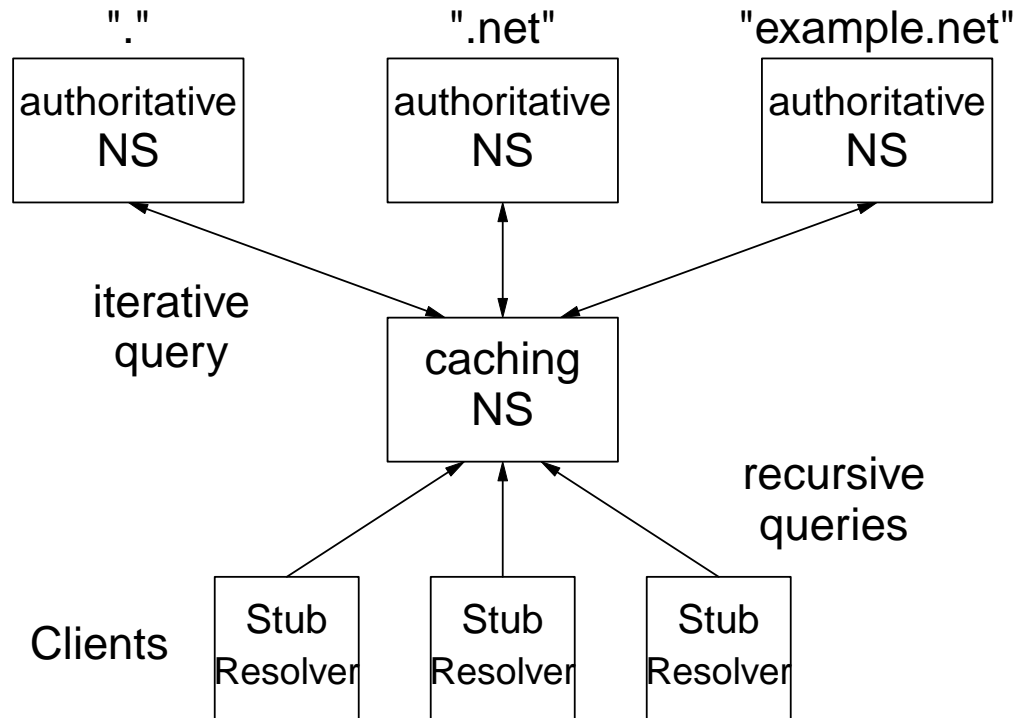 "."
".net"
"example.net"
authoritative
NS
authoritative
NS
authoritative
NS
iterative
query
caching
NS
recursive
queries
Clients
Stub
Resolver
Stub
Resolver
Stub
Resolver